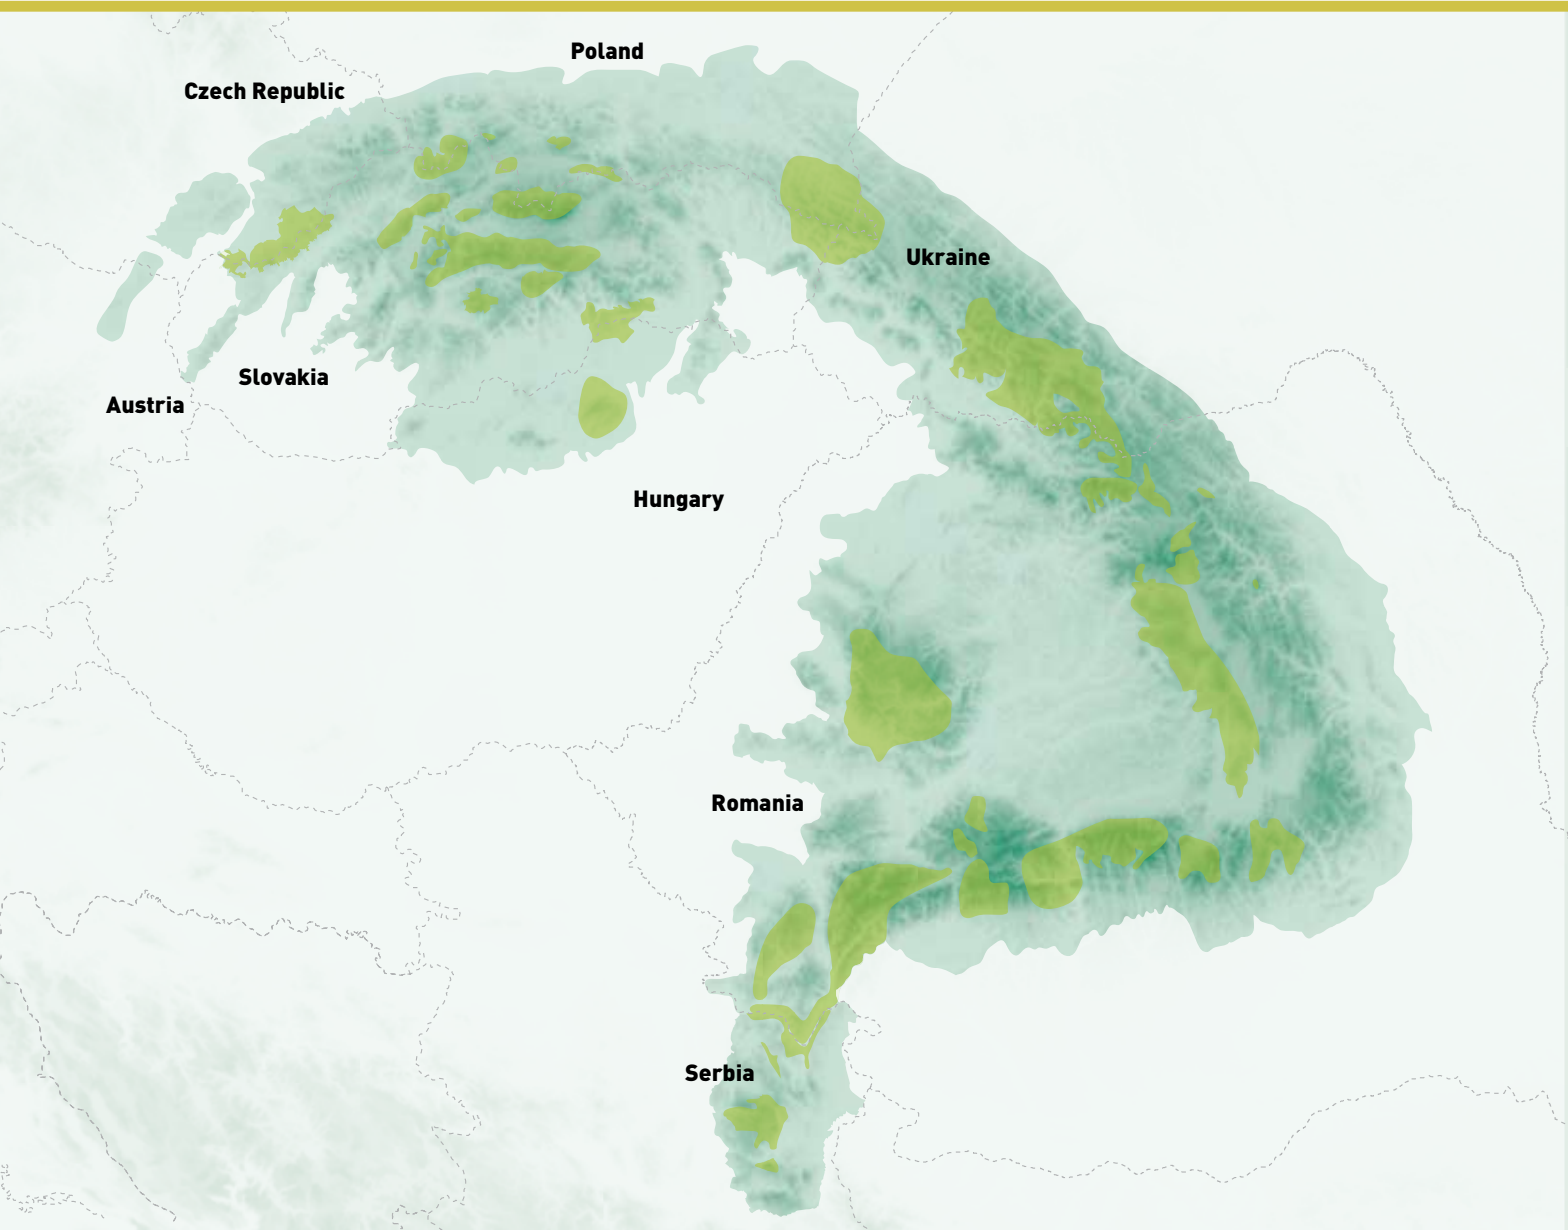 Poland
Czech Republic
Ukraine
Slovakia
Austria
Hungary
Romania
Serbia